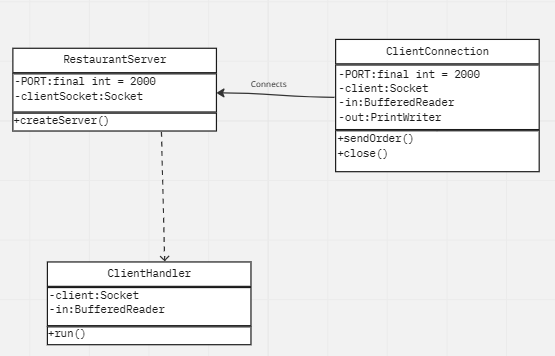 RestaurantServer
-PORT:final int = 2000
-clientSocket:Socket
+createServer()
Connects
ClientConnection
-PORT:final int = 2000
-client:Socket
-in:BufferedReader
-out:PrintWriter
+sendOrder()
+close()
ClientHandler
-client:Socket
-in:BufferedReader
+run()